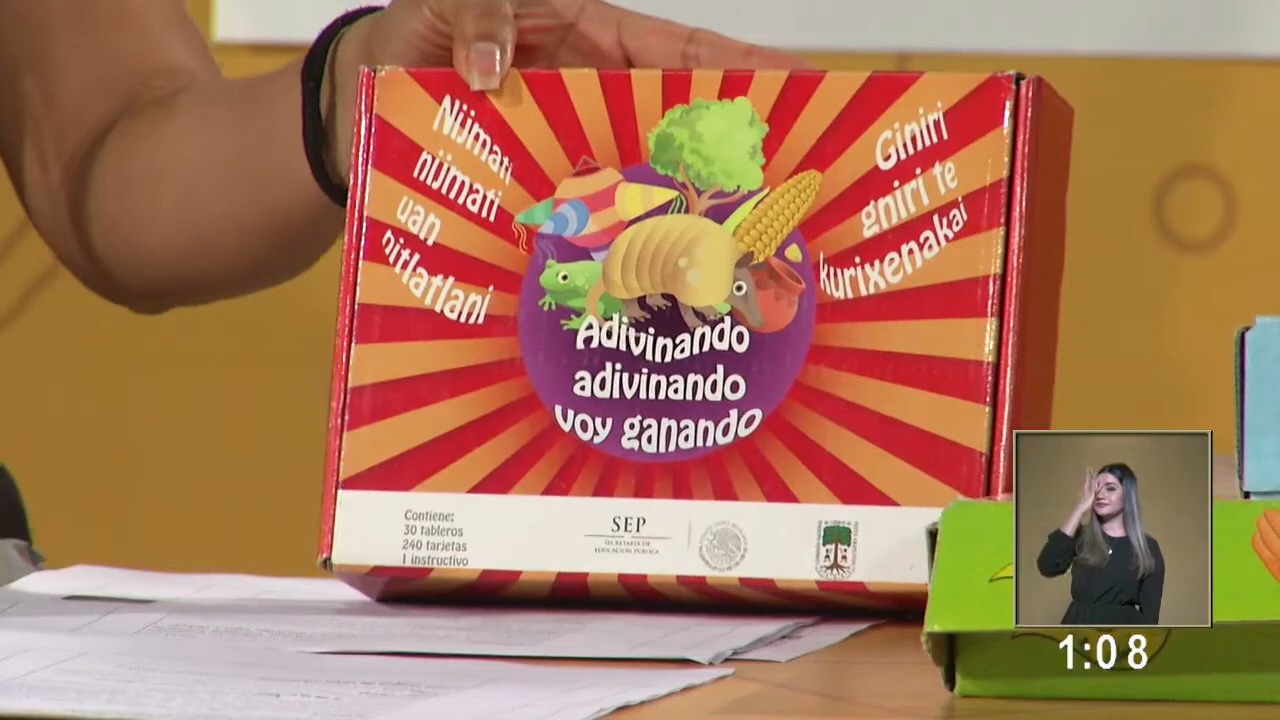 Nijmati
nijmati
uan
nitlatlani
Giniri
gniri te
kurixenakai
Adivinando
adivinando
voy ganando
Contiene:
30 tableros
240 tarjetas
1 instructivo
SEP
SECRETARÍA DE
EDUCACIÓN PÚBLICA
1:08